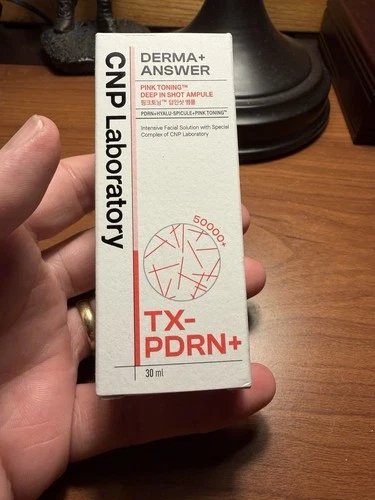 CNP Laboratory
DERMA+
ANSWER
PINK TONING™
DEEP IN SHOT AMPULE
핑크토닝™ 딥인샷 앰플
PDRN+HYALU-SPICULE+PINK TONING™
Intensive Facial Solution with Special
Complex of CNP Laboratory
50000+
TX-
PDRN+
30 ml